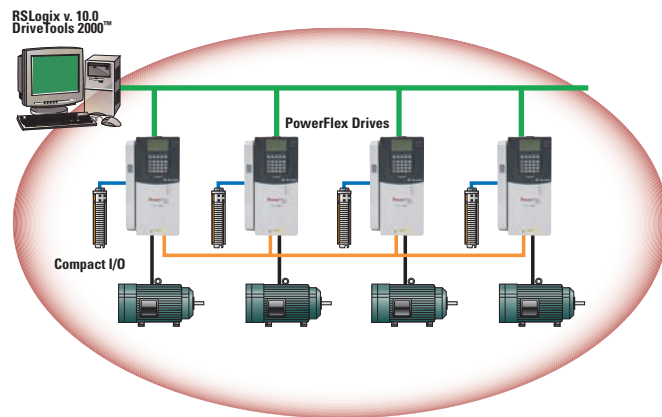 RSLogix v. 10.0
DriveTools 2000™
PowerFlex Drives
Compact I/O